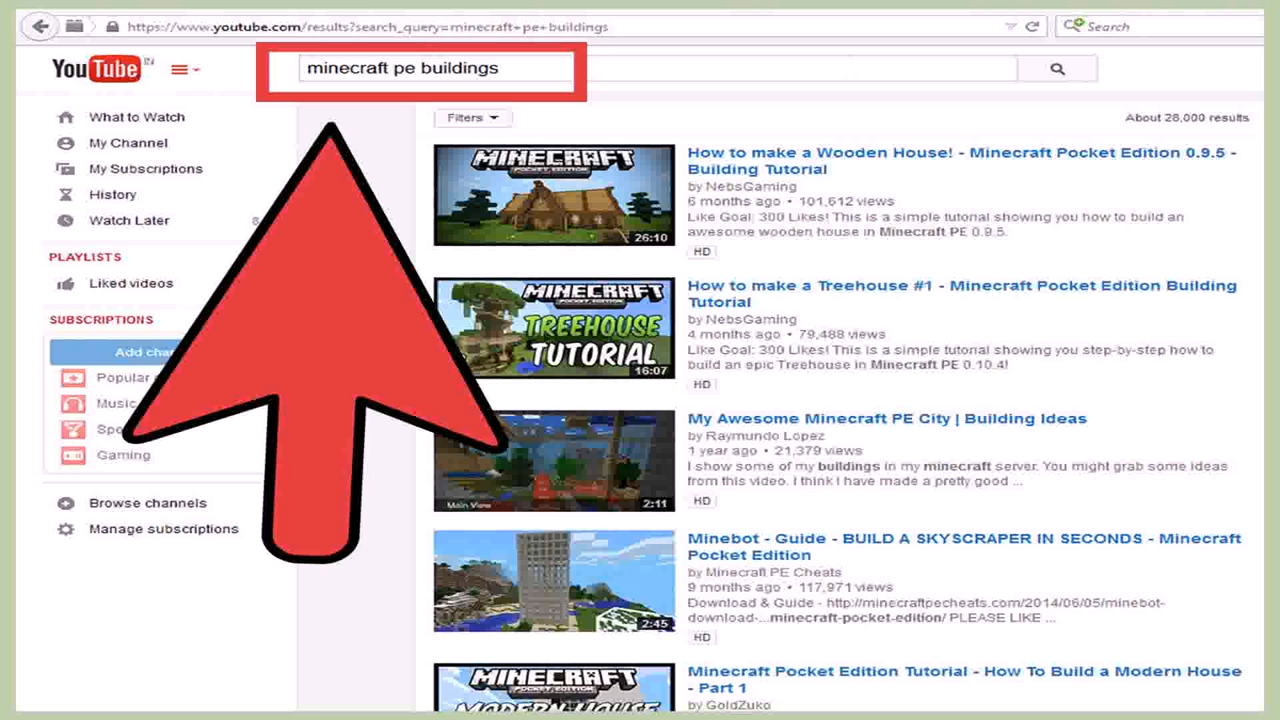 https://www.youtube.com/results?search_query=minecraft+pe+buildings
Search
YouTube IN
minecraft pe buildings
What to Watch
My Channel
My Subscriptions
History
Watch Later
PLAYLISTS
Liked videos
SUBSCRIPTIONS
Add cha
Popular
Music
Spo
Gaming
Browse channels
Manage subscriptions
Filters
About 28,000 results
MINECRAFT
POCKET EDITION
26:10
How to make a Wooden House! - Minecraft Pocket Edition 0.9.5 -
Building Tutorial
by NebsGaming
6 months ago • 101,612 views
Like Goal: 300 Likes! This is a simple tutorial showing you how to build an
awesome wooden house in Minecraft PE 0.9.5.
HD
MINECRAFT
POCKET EDITION
TREEHOUSE
TUTORIAL
16:07
How to make a Treehouse #1 - Minecraft Pocket Edition Building
Tutorial
by NebsGaming
4 months ago • 79,488 views
Like Goal: 300 Likes! This is a simple tutorial showing you step-by-step how to
build an epic Treehouse in Minecraft PE 0.10.4!
HD
Main View
2:11
My Awesome Minecraft PE City | Building Ideas
by Raymundo Lopez
1 year ago • 21,379 views
I show some of my buildings in my minecraft server. You might grab some ideas
from this video. I think I have made a pretty good ...
HD
2:45
Minebot - Guide - BUILD A SKYSCRAPER IN SECONDS - Minecraft
Pocket Edition
by Minecraft PE Cheats
9 months ago • 117,971 views
Download & Guide - http://minecraftpecheats.com/2014/06/05/minebot-
download-...minecraft-pocket-edition/ PLEASE LIKE ...
HD
MINECRAFT
POCKET EDITION
MODERN HOUSE
Minecraft Pocket Edition Tutorial - How To Build a Modern House
- Part 1
by GoldZuko